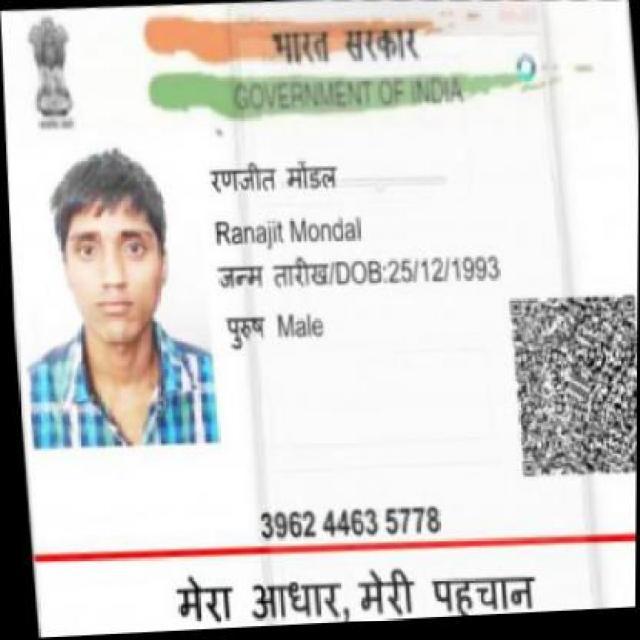 भारत सरकार
GOVERNMENT OF INDIA
रणजीत मोंडल
Ranajit Mondal
जन्म तारीख/DOB:25/12/1993
पुरुष Male
3962 4463 5778
मेरा आधार, मेरी पहचान